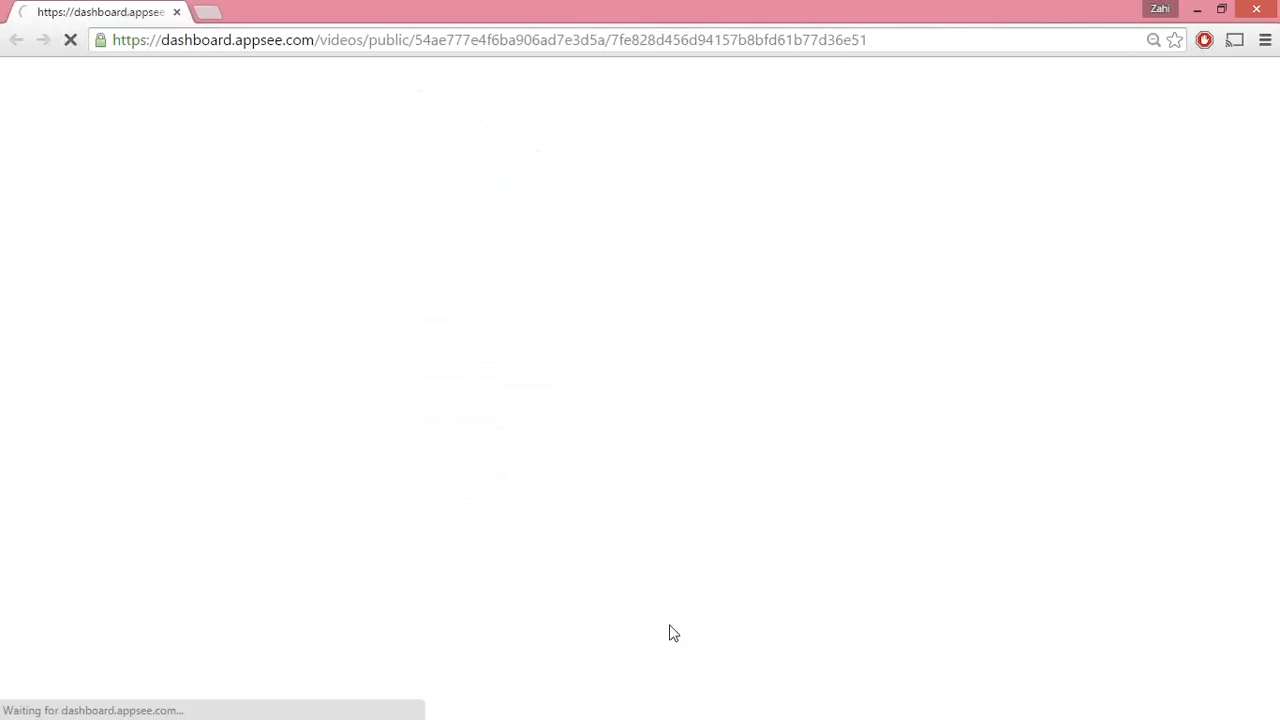 https://dashboard.appsee
Zahi
https://dashboard.appsee.com/videos/public/54ae777e4f6ba906ad7e3d5a/7fe828d456d94157b8bfd61b77d36e51
Waiting for dashboard.appsee.com...